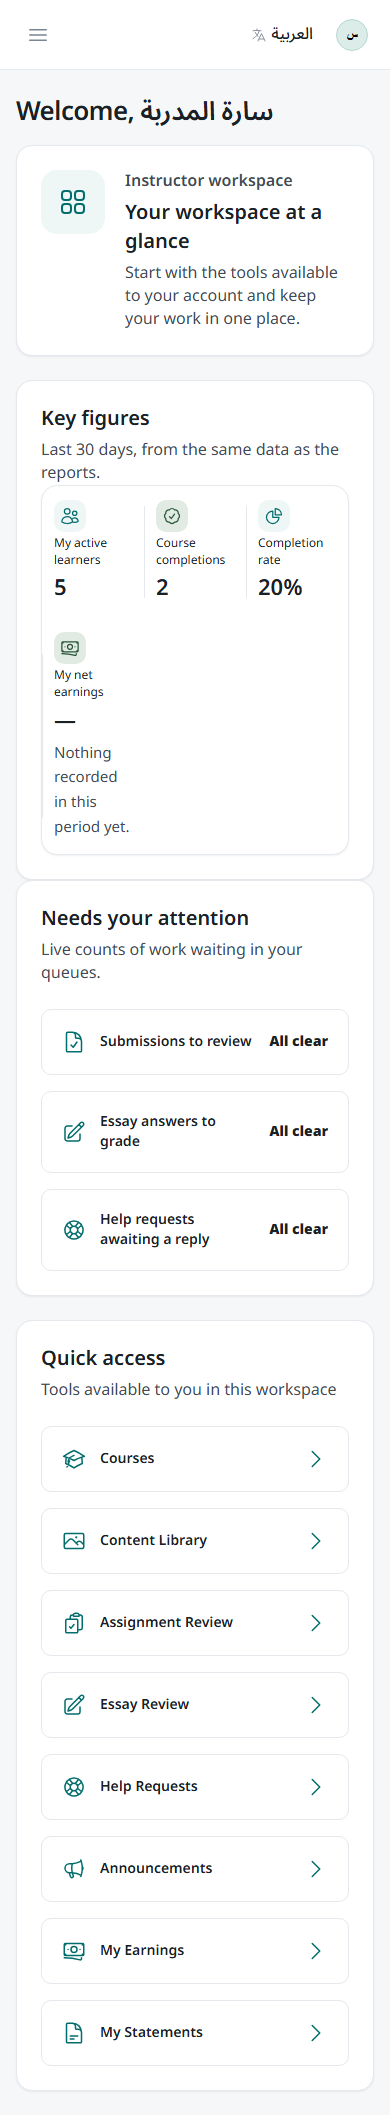 العربية
س
Welcome, سارة المدربة
Instructor workspace
Your workspace at a
glance
Start with the tools available
to your account and keep
your work in one place.
Key figures
Last 30 days, from the same data as the
reports.
My active
learners
5
Course
completions
2
Completion
rate
20%
My net
earnings
—
Nothing
recorded
in this
period yet.
Needs your attention
Live counts of work waiting in your
queues.
Submissions to review All clear
Essay answers to
grade
All clear
Help requests
awaiting a reply
All clear
Quick access
Tools available to you in this workspace
Courses
Content Library
Assignment Review
Essay Review
Help Requests
Announcements
My Earnings
My Statements